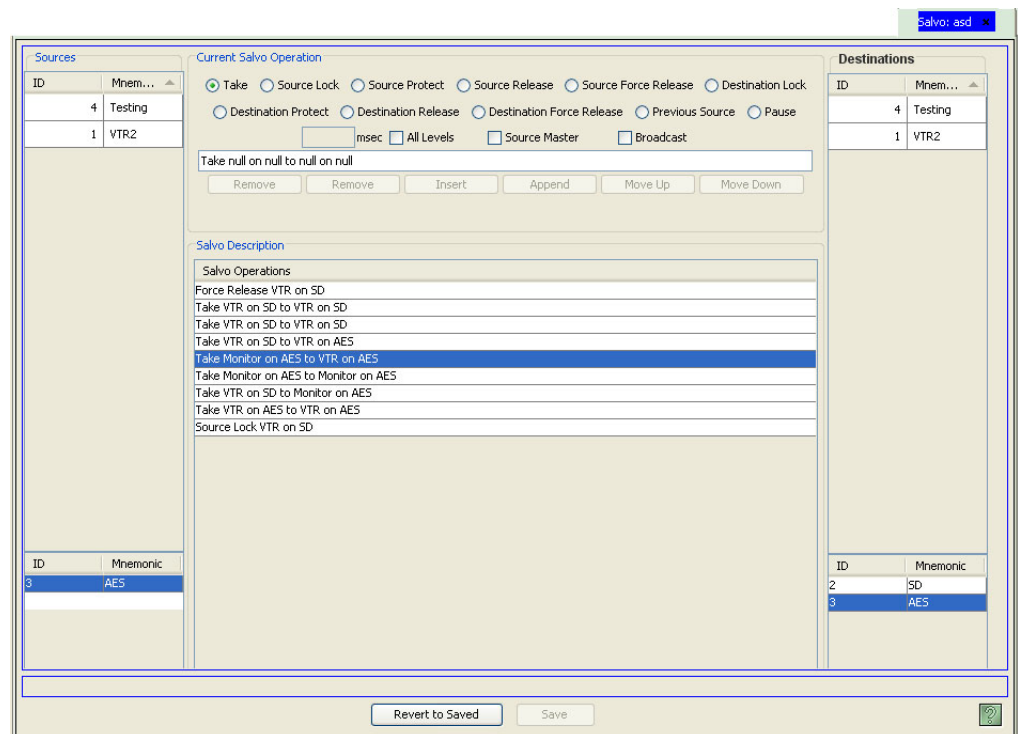 Salvo: asd ×
Sources
Current Salvo Operation
Destinations
ID Mnem...
Take Source Lock Source Protect Source Release Source Force Release Destination Lock
ID Mnem...
4 Testing
Destination Protect Destination Release Destination Force Release Previous Source Pause
4 Testing
1 VTR2
msec All Levels Source Master Broadcast
1 VTR2
Take null on null to null on null
Remove Remove Insert Append Move Up Move Down
Salvo Description
Salvo Operations
Force Release VTR on SD
Take VTR on SD to VTR on SD
Take VTR on SD to VTR on SD
Take VTR on SD to VTR on AES
Take Monitor on AES to VTR on AES
Take Monitor on AES to Monitor on AES
Take VTR on SD to Monitor on AES
Take VTR on AES to VTR on AES
Source Lock VTR on SD
ID Mnemonic
3 AES
ID Mnemonic
2 SD
3 AES
Revert to Saved Save
?